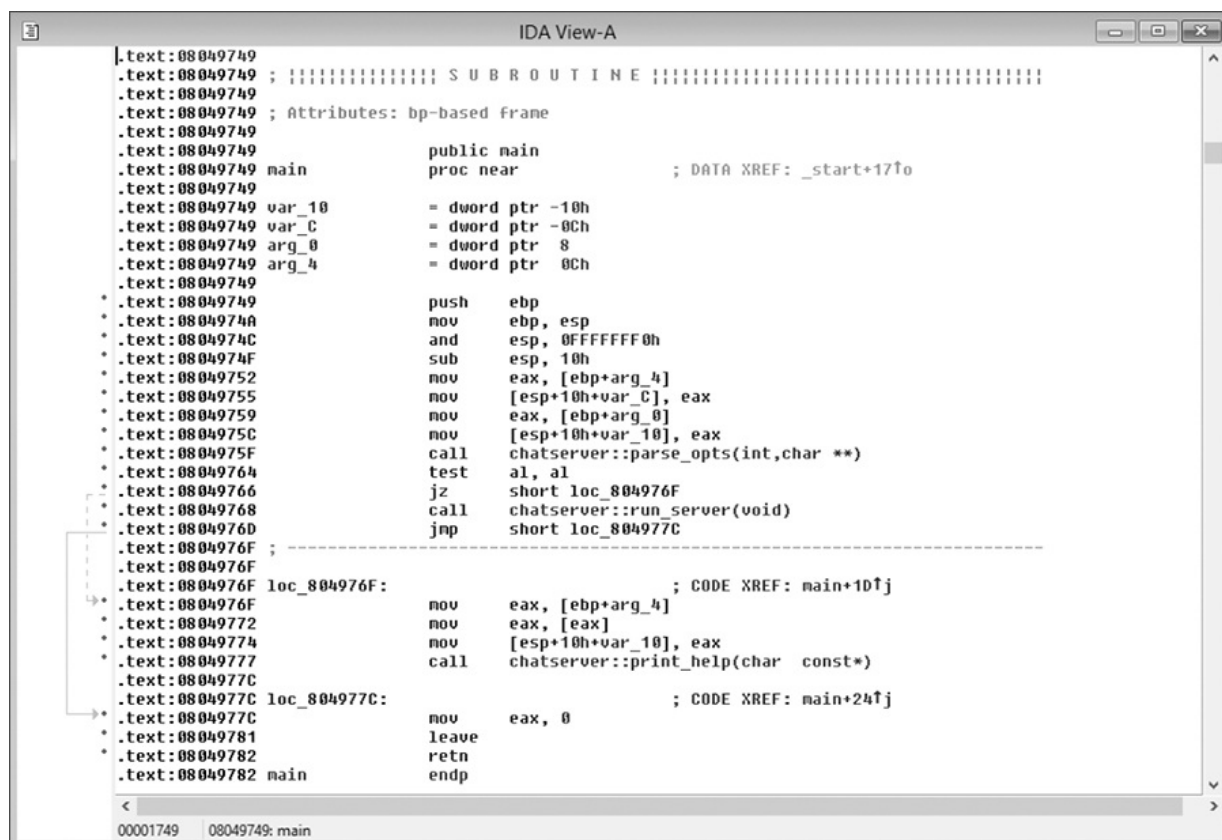 IDA View-A
.text:08049749
.text:08049749 ; ¦¦¦¦¦¦¦¦¦¦¦¦¦¦¦ S U B R O U T I N E ¦¦¦¦¦¦¦¦¦¦¦¦¦¦¦¦¦¦¦¦¦¦¦¦¦¦¦¦¦¦¦¦¦¦¦¦¦¦¦
.text:08049749
.text:08049749 ; Attributes: bp-based frame
.text:08049749
.text:08049749 public main
.text:08049749 main proc near ; DATA XREF: _start+17↑o
.text:08049749
.text:08049749 var_10 = dword ptr -10h
.text:08049749 var_C = dword ptr -0Ch
.text:08049749 arg_0 = dword ptr 8
.text:08049749 arg_4 = dword ptr 0Ch
.text:08049749
.text:08049749 push ebp
.text:0804974A mov ebp, esp
.text:0804974C and esp, 0FFFFFFF0h
.text:0804974F sub esp, 10h
.text:08049752 mov eax, [ebp+arg_4]
.text:08049755 mov [esp+10h+var_C], eax
.text:08049759 mov eax, [ebp+arg_0]
.text:0804975C mov [esp+10h+var_10], eax
.text:0804975F call chatserver::parse_opts(int,char **)
.text:08049764 test al, al
.text:08049766 jz short loc_804976F
.text:08049768 call chatserver::run_server(void)
.text:0804976D jmp short loc_804977C
.text:0804976F ; ---------------------------------------------------------------------------
.text:0804976F
.text:0804976F loc_804976F: ; CODE XREF: main+1D↑j
.text:0804976F mov eax, [ebp+arg_4]
.text:08049772 mov eax, [eax]
.text:08049774 mov [esp+10h+var_10], eax
.text:08049777 call chatserver::print_help(char const*)
.text:0804977C
.text:0804977C loc_804977C: ; CODE XREF: main+24↑j
.text:0804977C mov eax, 0
.text:08049781 leave
.text:08049782 retn
.text:08049782 main endp
00001749 08049749: main